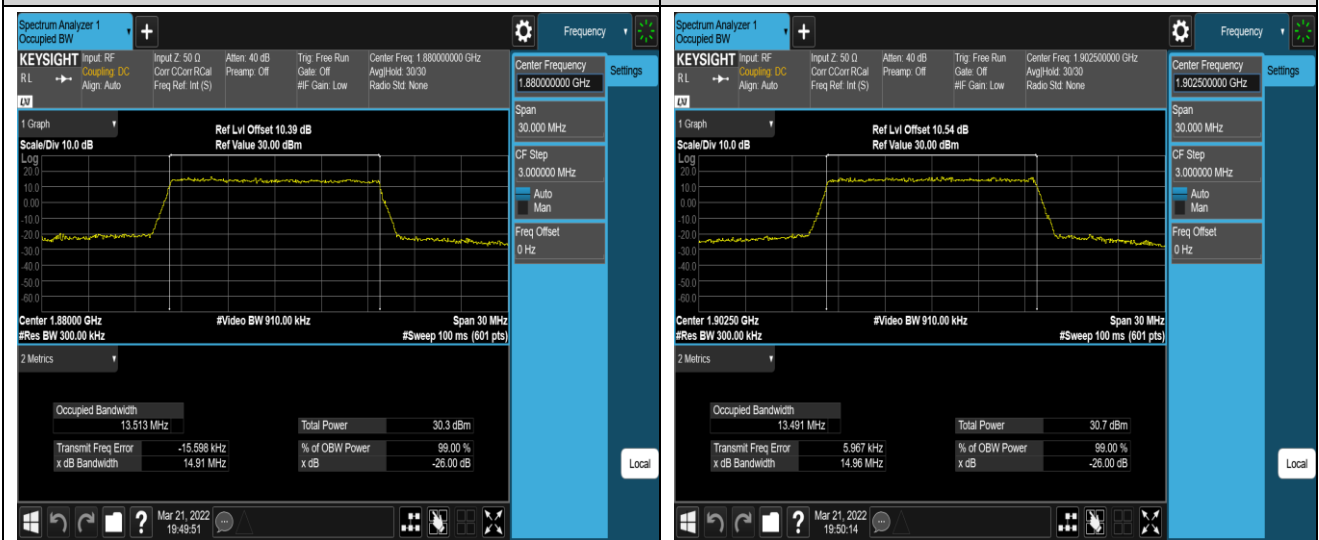 Spectrum Analyzer 1
Occupied BW
+
Frequency
KEYSIGHT
Input: RF
Input Z: 50 Ω
Atten: 40 dB
Trig: Free Run
Center Freq: 1.880000000 GHz
RL
Coupling: DC
Corr CCorr RCal
Preamp: Off
Gate: Off
Avg|Hold: 30/30
Align: Auto
Freq Ref: Int (S)
#IF Gain: Low
Radio Std: None
LXI
Center Frequency
1.880000000 GHz
Settings
Span
30.000 MHz
CF Step
3.000000 MHz
Auto
Man
Freq Offset
0 Hz
Local
1 Graph
Ref Lvl Offset 10.39 dB
Scale/Div 10.0 dB
Ref Value 30.00 dBm
Log
20.0
10.0
0.00
-10.0
-20.0
-30.0
-40.0
-50.0
-60.0
Center 1.88000 GHz
#Video BW 910.00 kHz
Span 30 MHz
#Res BW 300.00 kHz
#Sweep 100 ms (601 pts)
2 Metrics
Occupied Bandwidth
13.513 MHz
Total Power 30.3 dBm
Transmit Freq Error -15.598 kHz
% of OBW Power 99.00 %
x dB Bandwidth 14.91 MHz
x dB -26.00 dB
?
Mar 21, 2022
19:49:51
Spectrum Analyzer 1
Occupied BW
+
Frequency
KEYSIGHT
Input: RF
Input Z: 50 Ω
Atten: 40 dB
Trig: Free Run
Center Freq: 1.902500000 GHz
RL
Coupling: DC
Corr CCorr RCal
Preamp: Off
Gate: Off
Avg|Hold: 30/30
Align: Auto
Freq Ref: Int (S)
#IF Gain: Low
Radio Std: None
LXI
Center Frequency
1.902500000 GHz
Settings
Span
30.000 MHz
CF Step
3.000000 MHz
Auto
Man
Freq Offset
0 Hz
Local
1 Graph
Ref Lvl Offset 10.54 dB
Scale/Div 10.0 dB
Ref Value 30.00 dBm
Log
20.0
10.0
0.00
-10.0
-20.0
-30.0
-40.0
-50.0
-60.0
Center 1.90250 GHz
#Video BW 910.00 kHz
Span 30 MHz
#Res BW 300.00 kHz
#Sweep 100 ms (601 pts)
2 Metrics
Occupied Bandwidth
13.491 MHz
Total Power 30.7 dBm
Transmit Freq Error 5.967 kHz
% of OBW Power 99.00 %
x dB Bandwidth 14.96 MHz
x dB -26.00 dB
?
Mar 21, 2022
19:50:14